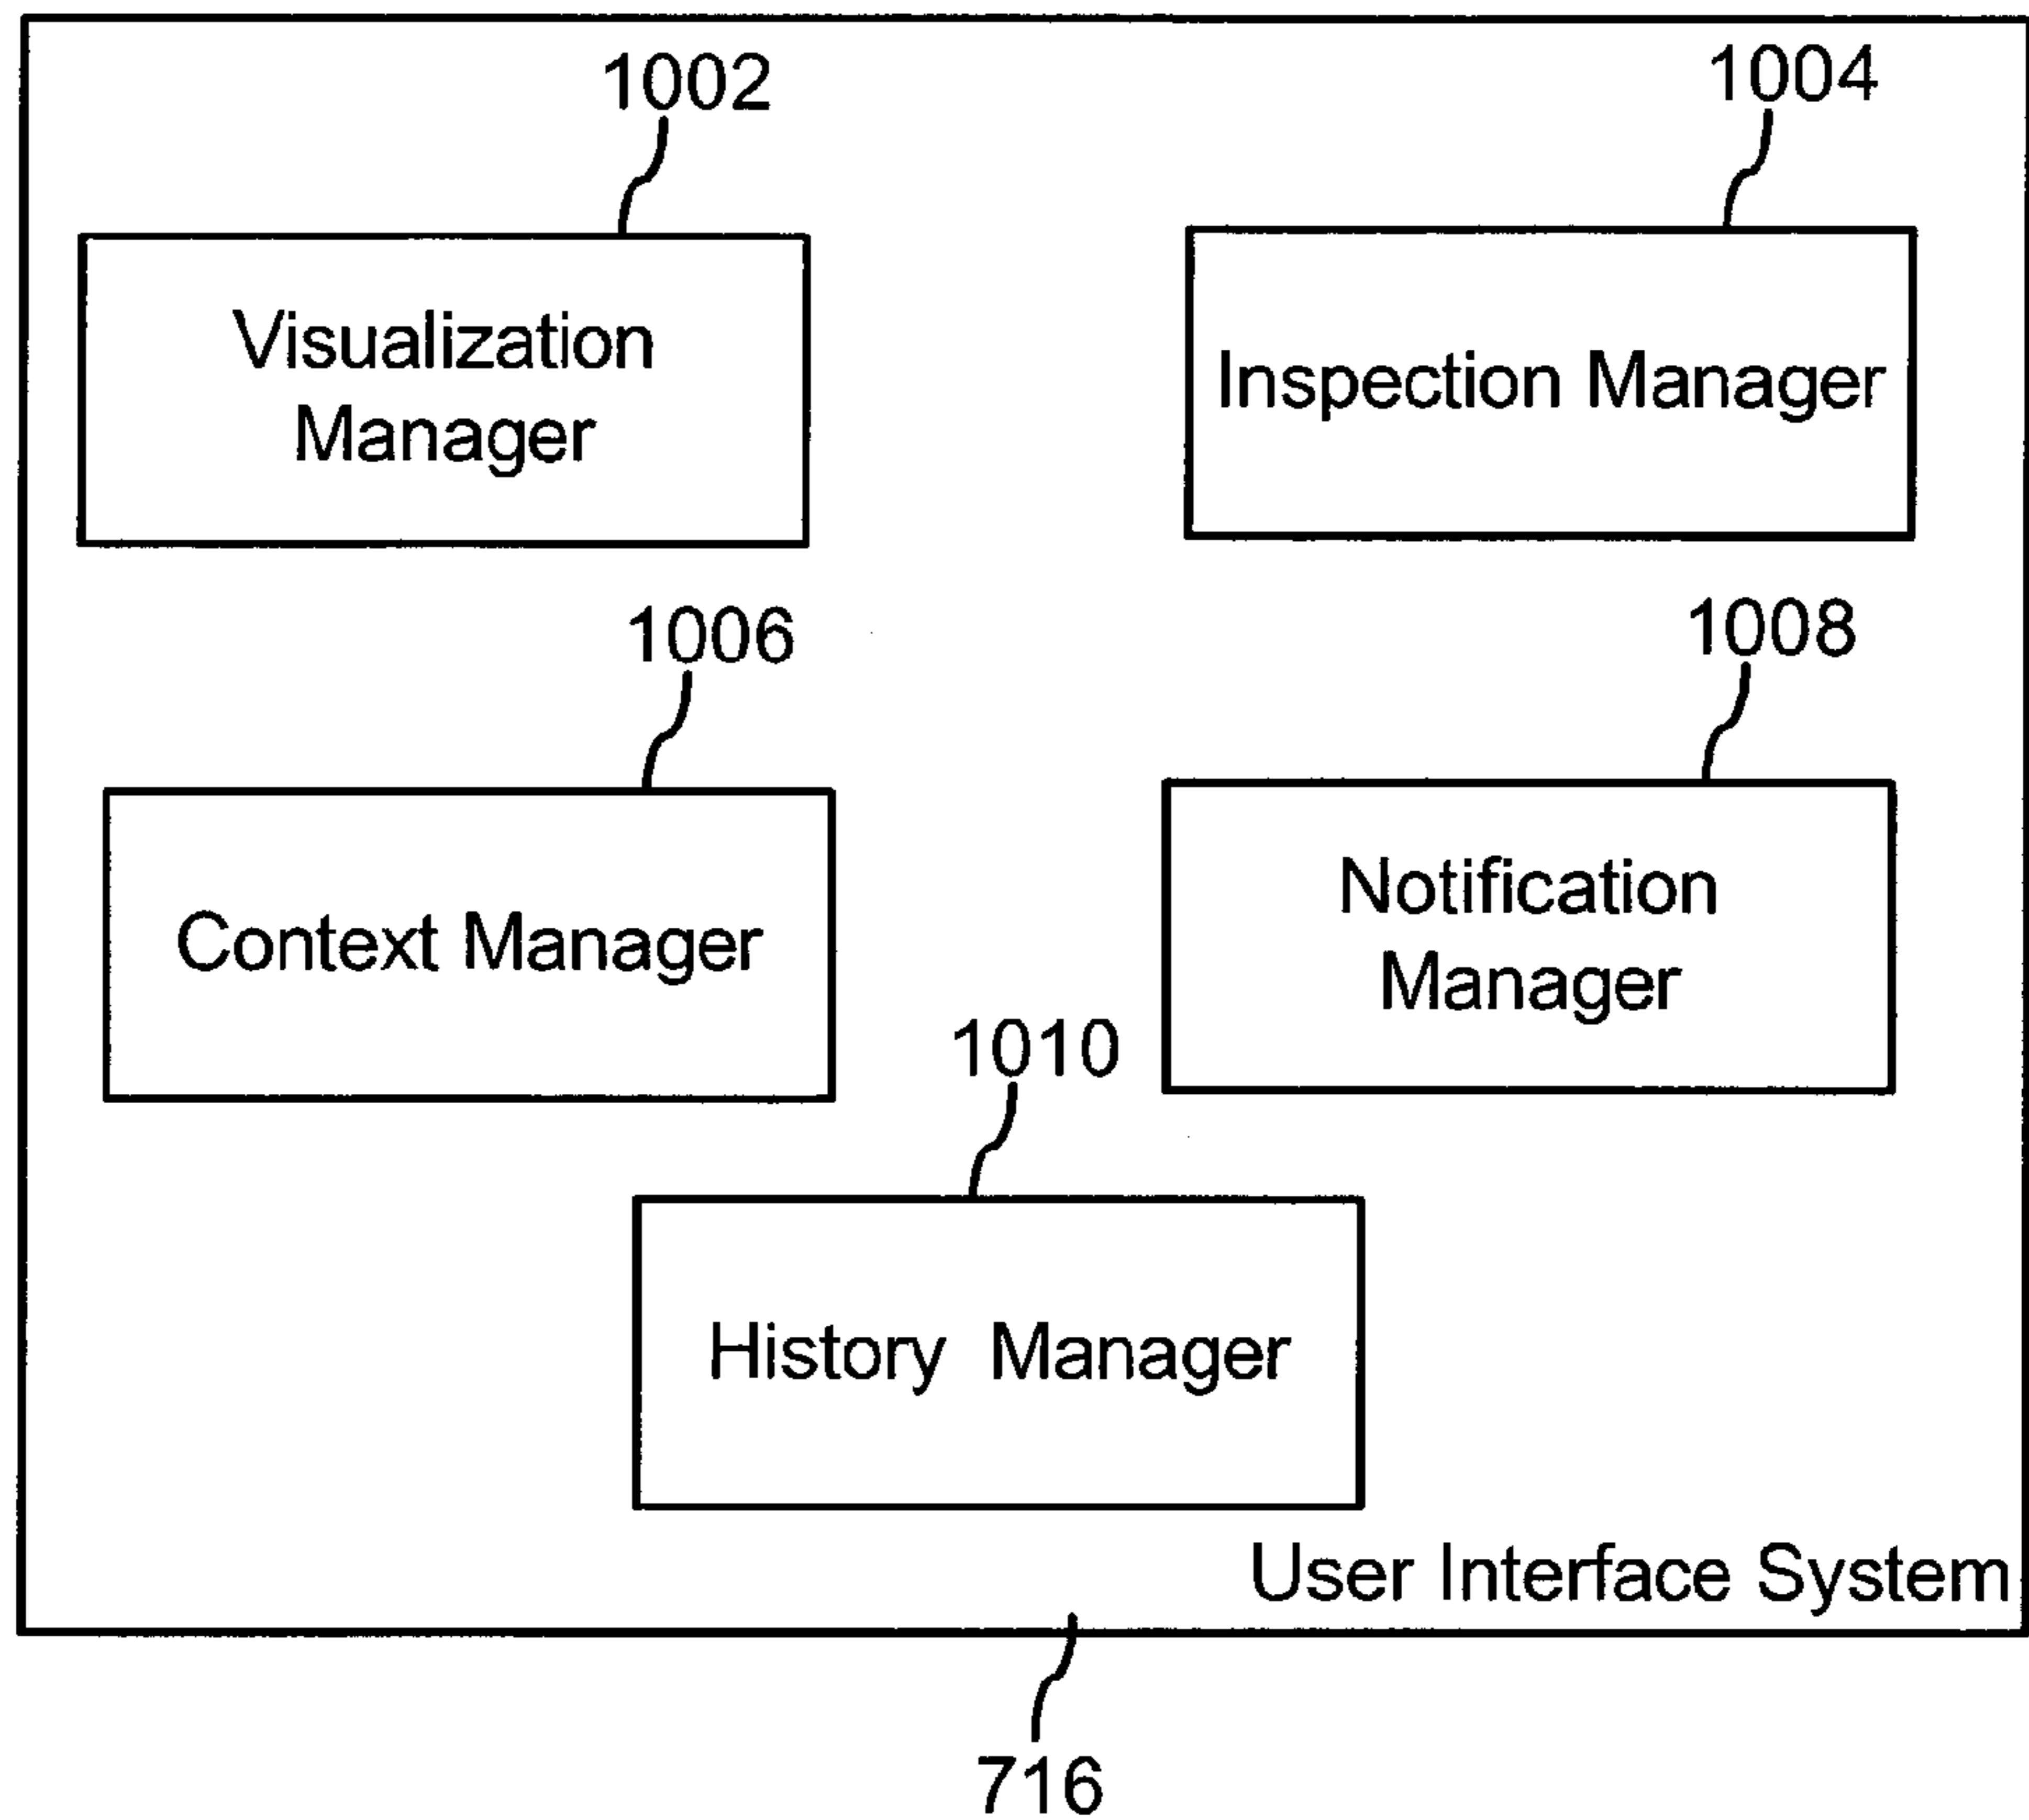 1002
1004
Visualization
Manager
Inspection Manager
1006
1008
Context Manager
Notification
Manager
1010
History Manager
User Interface System
716